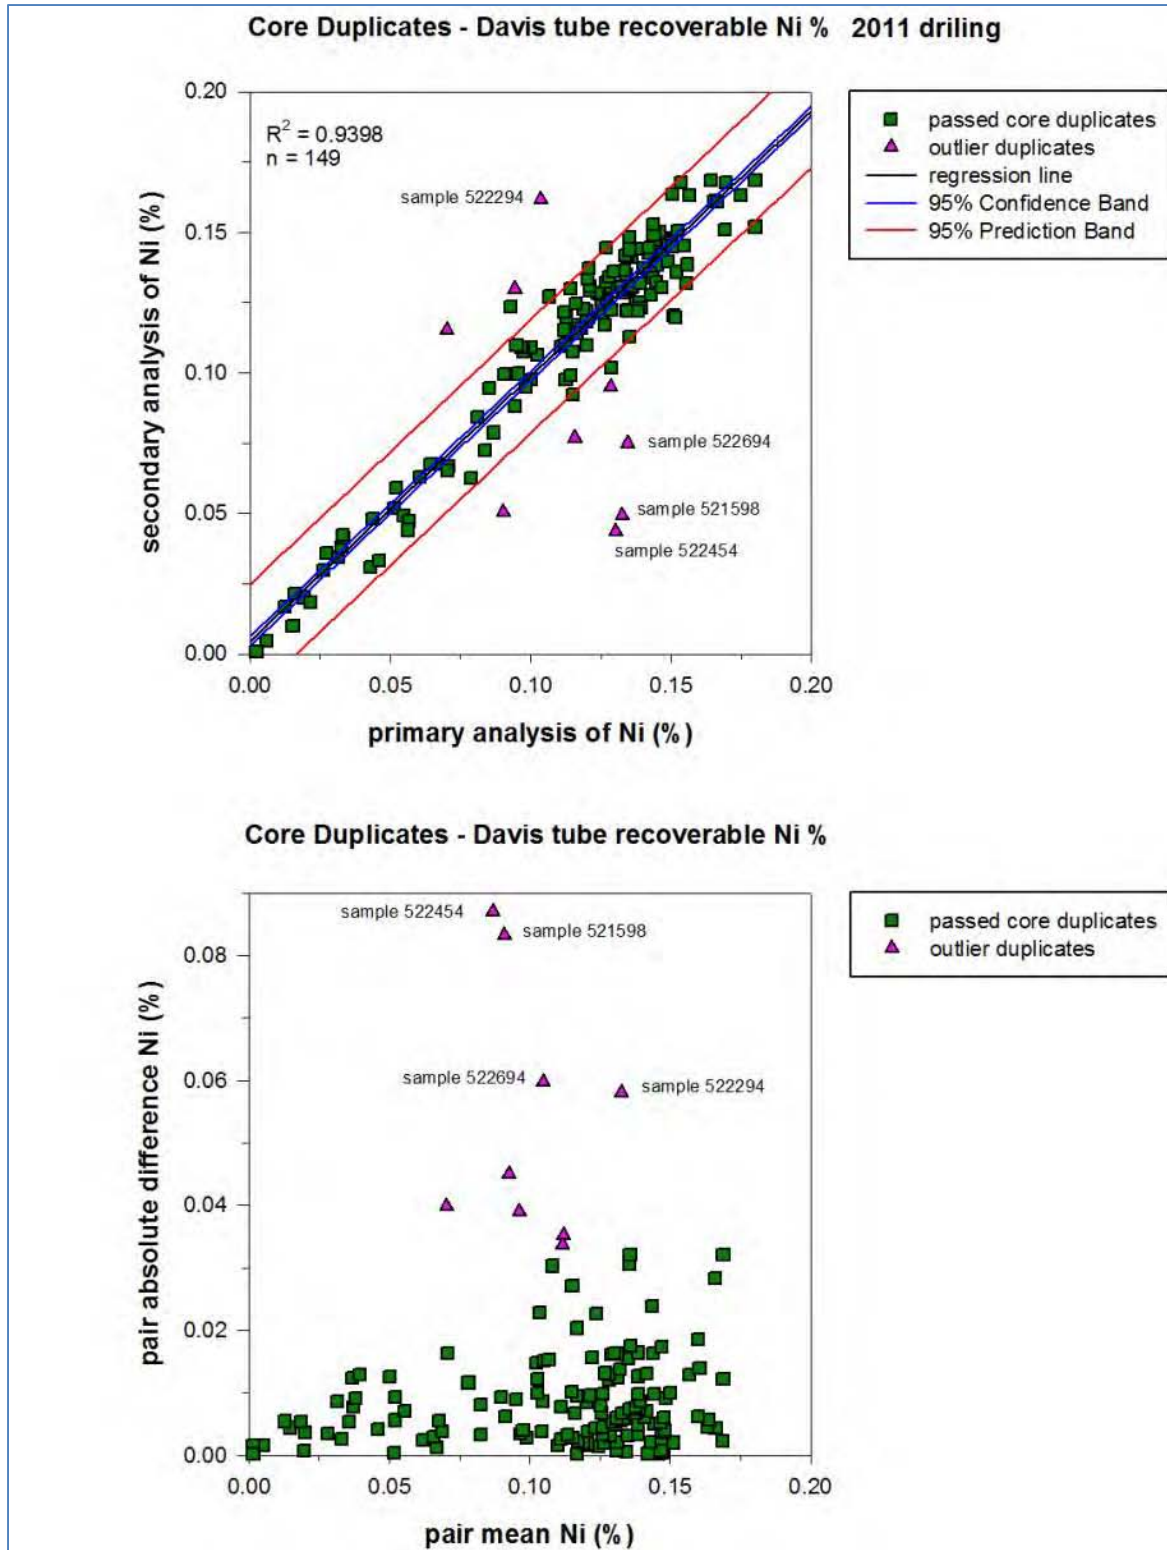 Core Duplicates - Davis tube recoverable Ni % 2011 driling
0.20
0.15
0.10
0.05
0.00
secondary analysis of Ni (%)
R² = 0.9398
n = 149
sample 522294
sample 522694
sample 521598
sample 522454
0.00 0.05 0.10 0.15 0.20
primary analysis of Ni (%)
passed core duplicates
outlier duplicates
regression line
95% Confidence Band
95% Prediction Band
Core Duplicates - Davis tube recoverable Ni %
0.08
0.06
0.04
0.02
0.00
pair absolute difference Ni (%)
sample 522454
sample 521598
sample 522694
sample 522294
0.00 0.05 0.10 0.15 0.20
pair mean Ni (%)
passed core duplicates
outlier duplicates